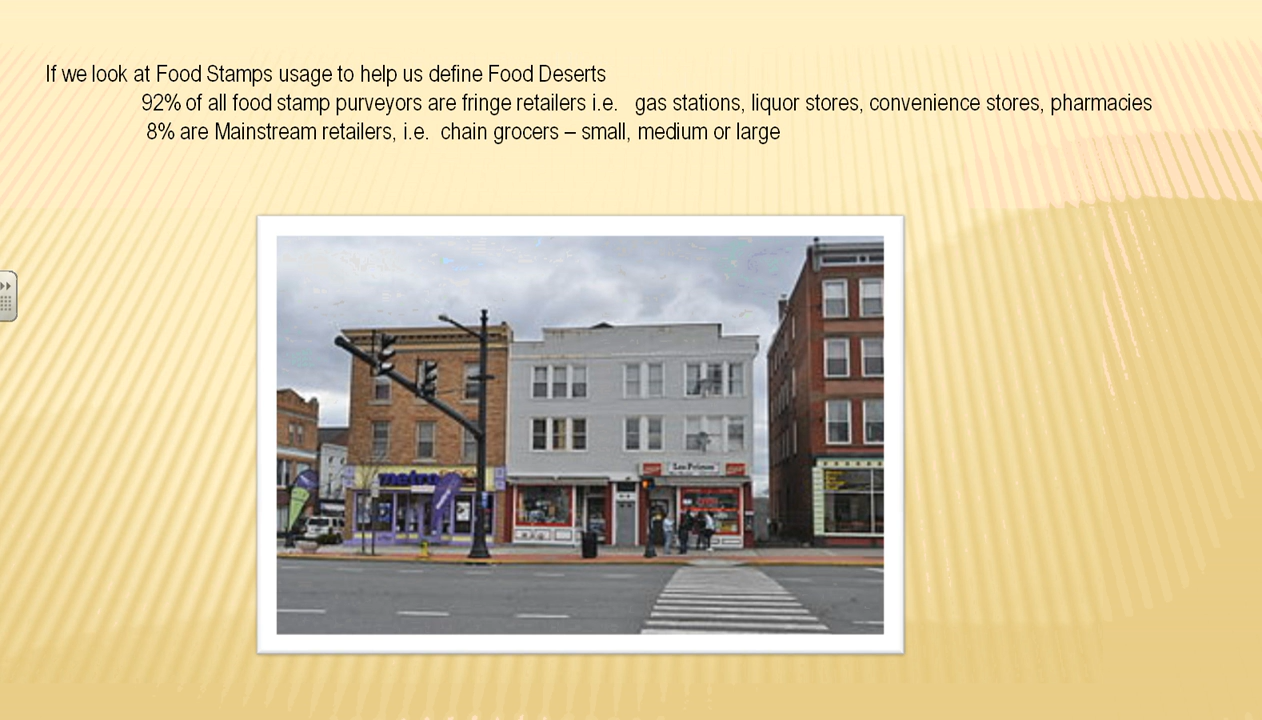 If we look at Food Stamps usage to help us define Food Deserts
92% of all food stamp purveyors are fringe retailers i.e. gas stations, liquor stores, convenience stores, pharmacies
8% are Mainstream retailers, i.e. chain grocers – small, medium or large
metro
Los Primos